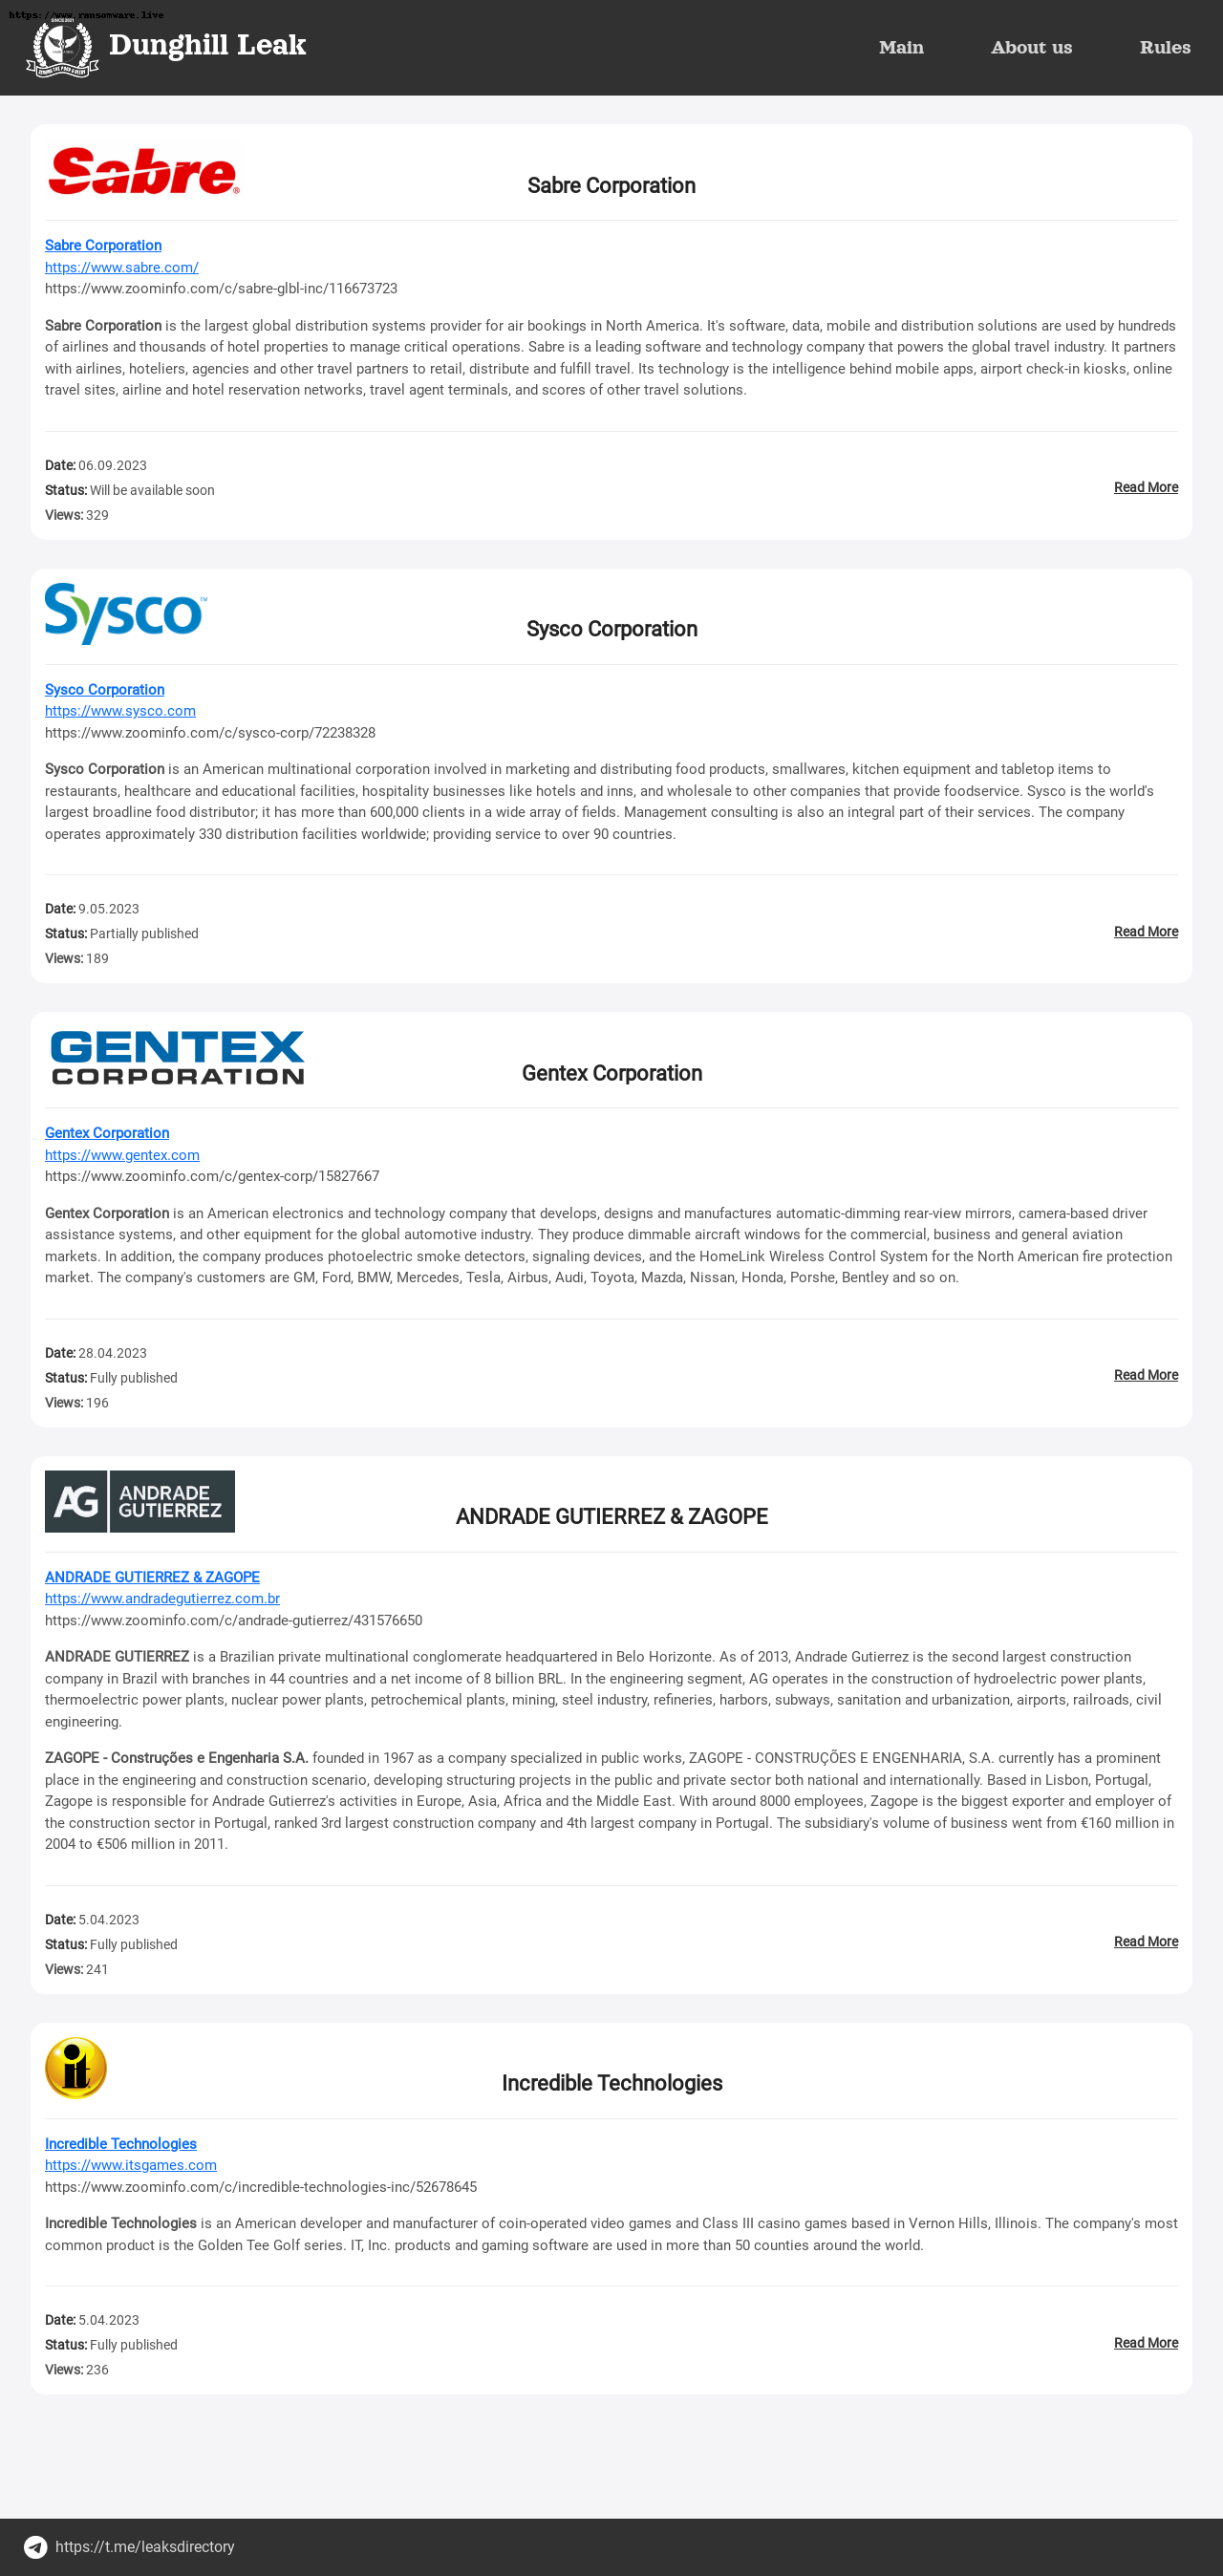 https://www.ransomware.live
SINCE 2021
Dunghill Leak
Main
About us
Rules
Sabre
Sabre Corporation
Sabre Corporation
https://www.sabre.com/
https://www.zoominfo.com/c/sabre-glbl-inc/116673723
Sabre Corporation is the largest global distribution systems provider for air bookings in North America. It's software, data, mobile and distribution solutions are used by hundreds
of airlines and thousands of hotel properties to manage critical operations. Sabre is a leading software and technology company that powers the global travel industry. It partners
with airlines, hoteliers, agencies and other travel partners to retail, distribute and fulfill travel. Its technology is the intelligence behind mobile apps, airport check-in kiosks, online
travel sites, airline and hotel reservation networks, travel agent terminals, and scores of other travel solutions.
Date: 06.09.2023
Status: Will be available soon
Read More
Views: 329
Sysco™
Sysco Corporation
Sysco Corporation
https://www.sysco.com
https://www.zoominfo.com/c/sysco-corp/72238328
Sysco Corporation is an American multinational corporation involved in marketing and distributing food products, smallwares, kitchen equipment and tabletop items to
restaurants, healthcare and educational facilities, hospitality businesses like hotels and inns, and wholesale to other companies that provide foodservice. Sysco is the world's
largest broadline food distributor; it has more than 600,000 clients in a wide array of fields. Management consulting is also an integral part of their services. The company
operates approximately 330 distribution facilities worldwide; providing service to over 90 countries.
Date: 9.05.2023
Status: Partially published
Read More
Views: 189
GENTEX
CORPORATION
Gentex Corporation
Gentex Corporation
https://www.gentex.com
https://www.zoominfo.com/c/gentex-corp/15827667
Gentex Corporation is an American electronics and technology company that develops, designs and manufactures automatic-dimming rear-view mirrors, camera-based driver
assistance systems, and other equipment for the global automotive industry. They produce dimmable aircraft windows for the commercial, business and general aviation
markets. In addition, the company produces photoelectric smoke detectors, signaling devices, and the HomeLink Wireless Control System for the North American fire protection
market. The company's customers are GM, Ford, BMW, Mercedes, Tesla, Airbus, Audi, Toyota, Mazda, Nissan, Honda, Porshe, Bentley and so on.
Date: 28.04.2023
Status: Fully published
Read More
Views: 196
AG
ANDRADE
GUTIERREZ
ANDRADE GUTIERREZ & ZAGOPE
ANDRADE GUTIERREZ & ZAGOPE
https://www.andradegutierrez.com.br
https://www.zoominfo.com/c/andrade-gutierrez/431576650
ANDRADE GUTIERREZ is a Brazilian private multinational conglomerate headquartered in Belo Horizonte. As of 2013, Andrade Gutierrez is the second largest construction
company in Brazil with branches in 44 countries and a net income of 8 billion BRL. In the engineering segment, AG operates in the construction of hydroelectric power plants,
thermoelectric power plants, nuclear power plants, petrochemical plants, mining, steel industry, refineries, harbors, subways, sanitation and urbanization, airports, railroads, civil
engineering.
ZAGOPE - Construções e Engenharia S.A. founded in 1967 as a company specialized in public works, ZAGOPE - CONSTRUÇÕES E ENGENHARIA, S.A. currently has a prominent
place in the engineering and construction scenario, developing structuring projects in the public and private sector both national and internationally. Based in Lisbon, Portugal,
Zagope is responsible for Andrade Gutierrez's activities in Europe, Asia, Africa and the Middle East. With around 8000 employees, Zagope is the biggest exporter and employer of
the construction sector in Portugal, ranked 3rd largest construction company and 4th largest company in Portugal. The subsidiary's volume of business went from €160 million in
2004 to €506 million in 2011.
Date: 5.04.2023
Status: Fully published
Read More
Views: 241
it
Incredible Technologies
Incredible Technologies
https://www.itsgames.com
https://www.zoominfo.com/c/incredible-technologies-inc/52678645
Incredible Technologies is an American developer and manufacturer of coin-operated video games and Class III casino games based in Vernon Hills, Illinois. The company's most
common product is the Golden Tee Golf series. IT, Inc. products and gaming software are used in more than 50 counties around the world.
Date: 5.04.2023
Status: Fully published
Read More
Views: 236
https://t.me/leaksdirectory